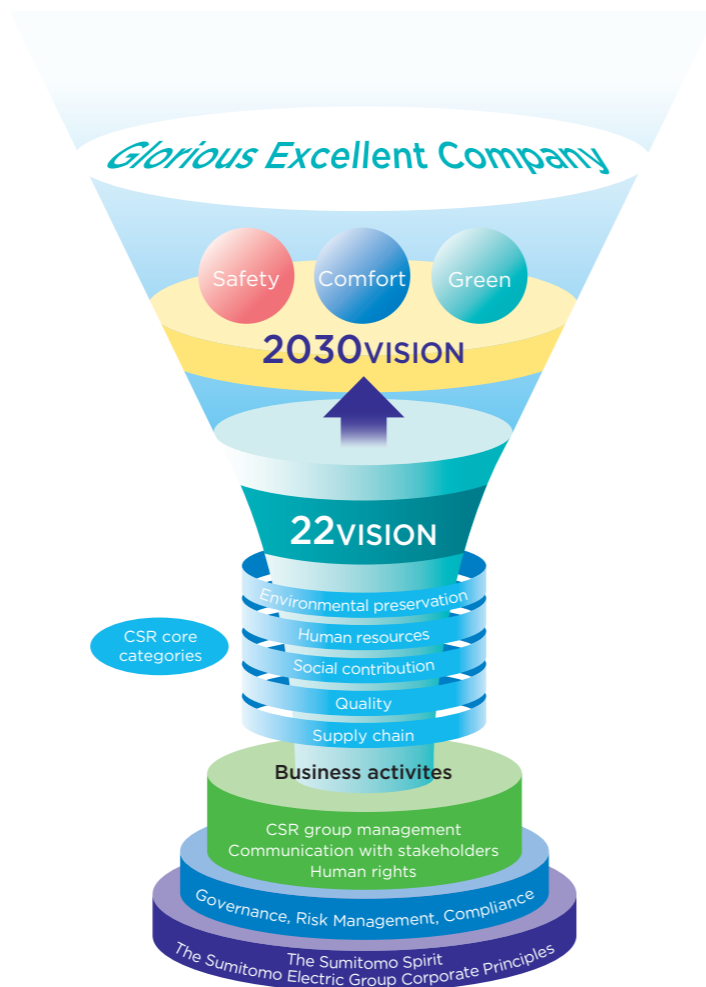 Glorious Excellent Company
Safety
Comfort
Green
2030VISION
22VISION
Environmental preservation
Human resources
CSR core
categories
Social contribution
Quality
Supply chain
Business activites
CSR group management
Communication with stakeholders
Human rights
Governance, Risk Management, Compliance
The Sumitomo Spirit
The Sumitomo Electric Group Corporate Principles